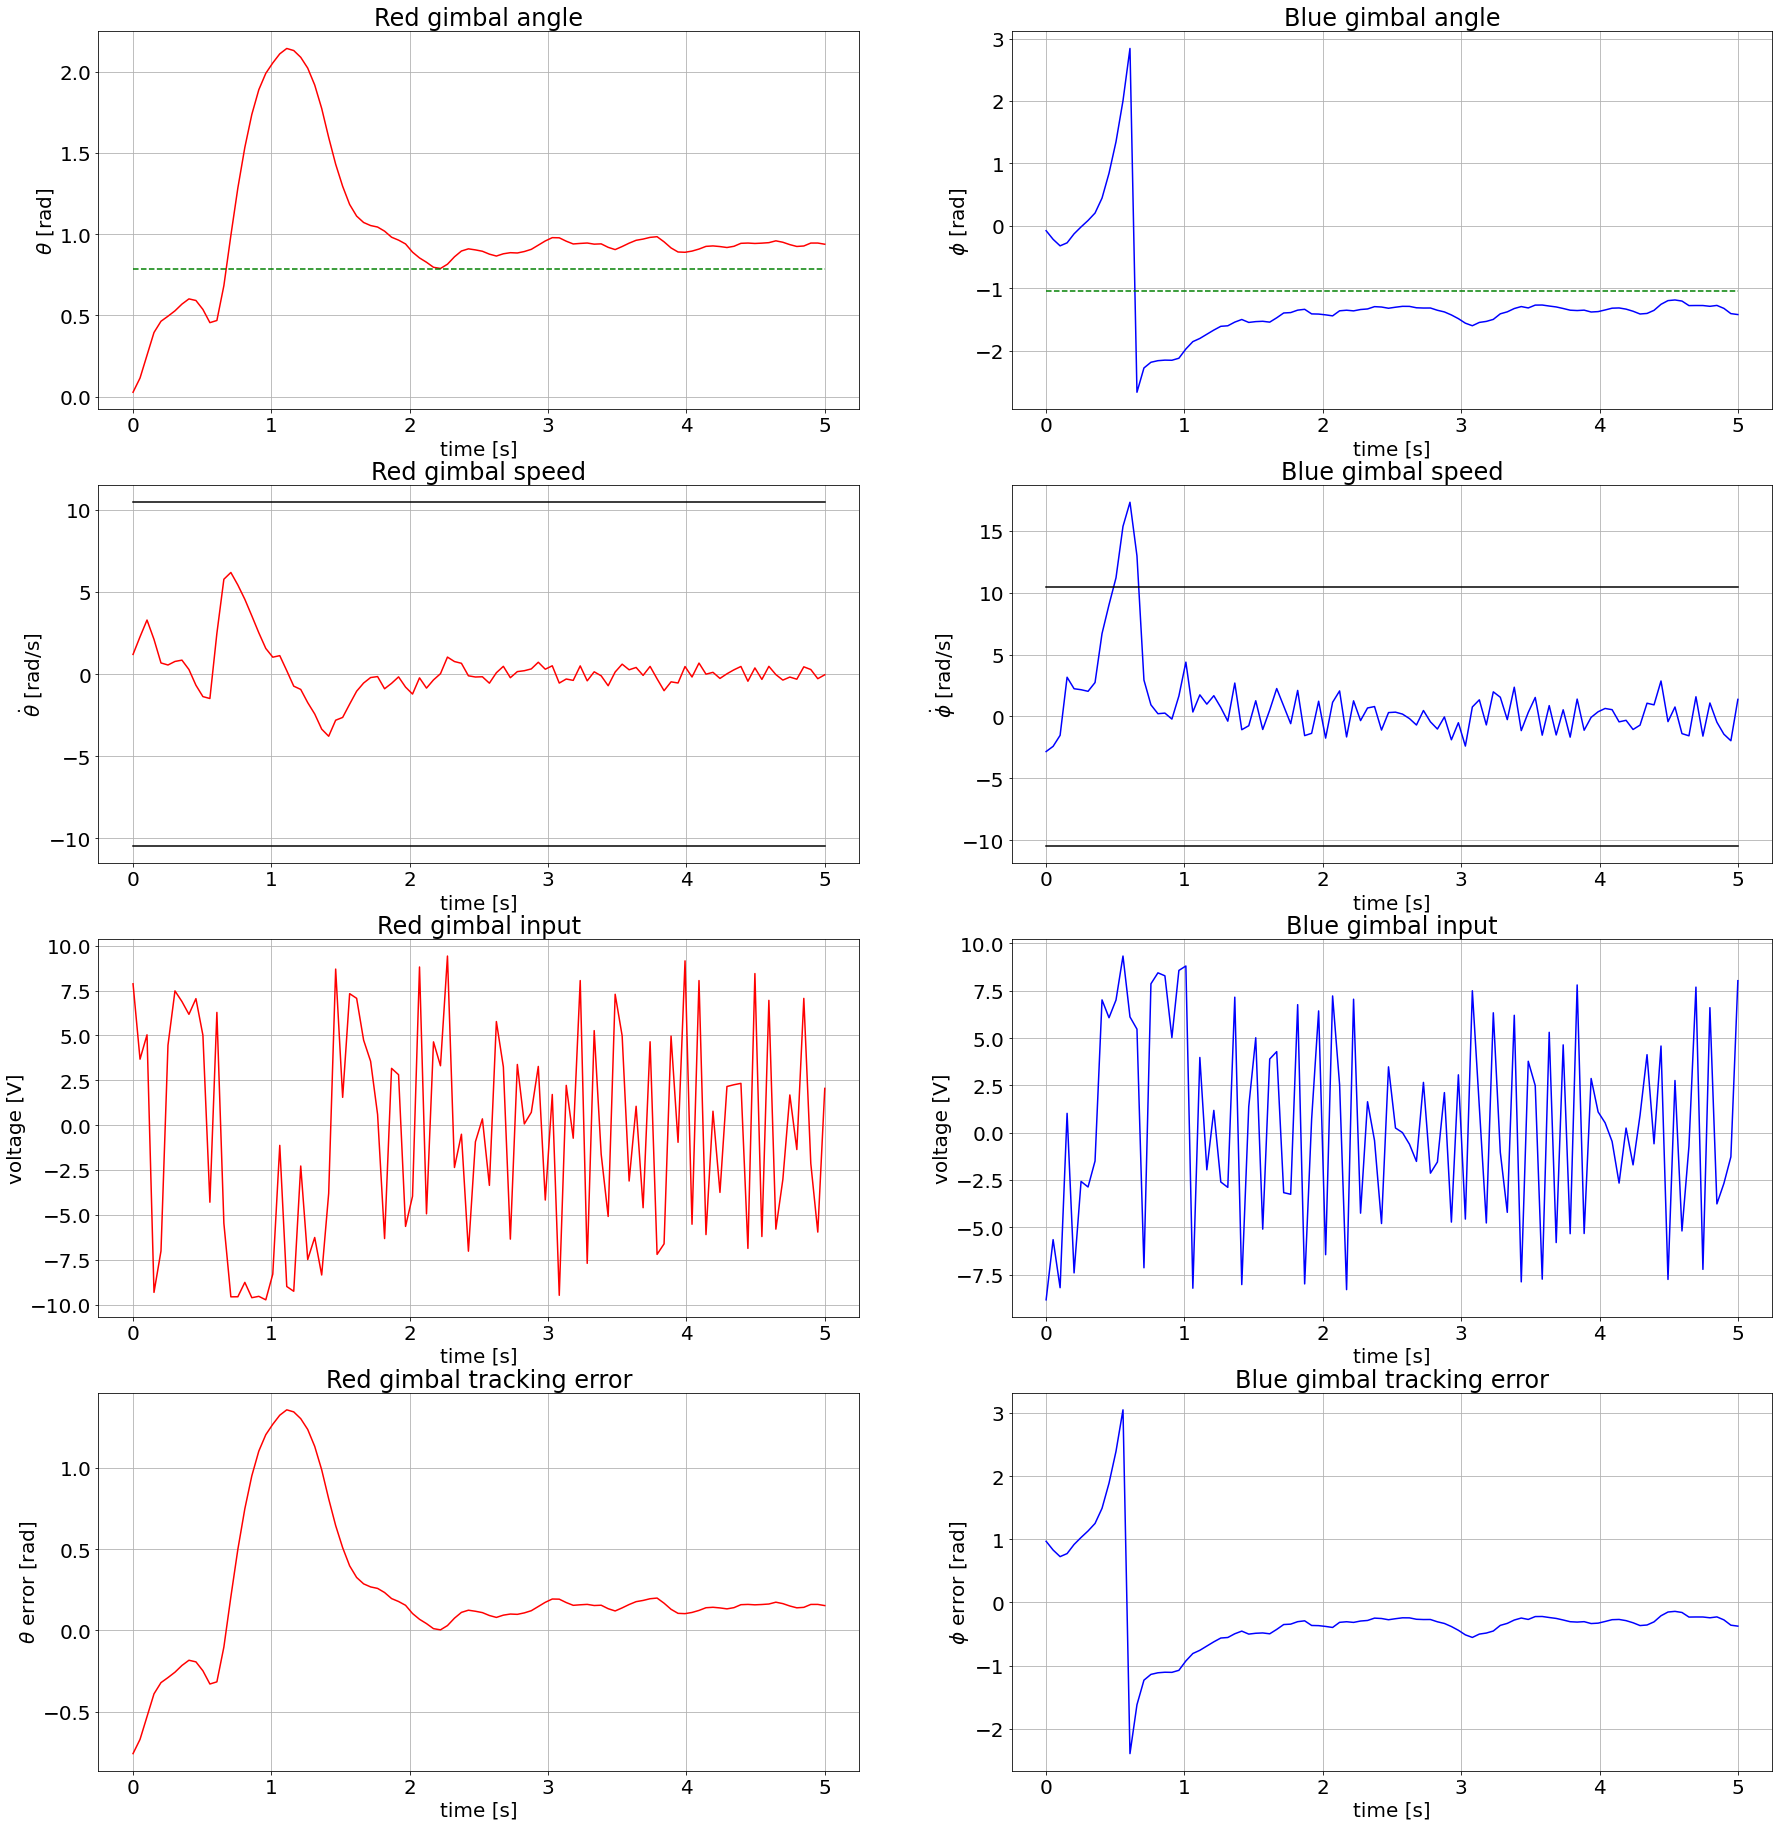 Red gimbal angle
θ [rad]
2.0
1.5
1.0
0.5
0.0
0 1 2 3 4 5
time [s]
Blue gimbal angle
ϕ [rad]
3
2
1
0
−1
−2
0 1 2 3 4 5
time [s]
Red gimbal speed
θ̇ [rad/s]
10
5
0
−5
−10
0 1 2 3 4 5
time [s]
Blue gimbal speed
ϕ̇ [rad/s]
15
10
5
0
−5
−10
0 1 2 3 4 5
time [s]
Red gimbal input
voltage [V]
10.0
7.5
5.0
2.5
0.0
−2.5
−5.0
−7.5
−10.0
0 1 2 3 4 5
time [s]
Blue gimbal input
voltage [V]
10.0
7.5
5.0
2.5
0.0
−2.5
−5.0
−7.5
0 1 2 3 4 5
time [s]
Red gimbal tracking error
θ error [rad]
1.0
0.5
0.0
−0.5
0 1 2 3 4 5
time [s]
Blue gimbal tracking error
ϕ error [rad]
3
2
1
0
−1
−2
0 1 2 3 4 5
time [s]